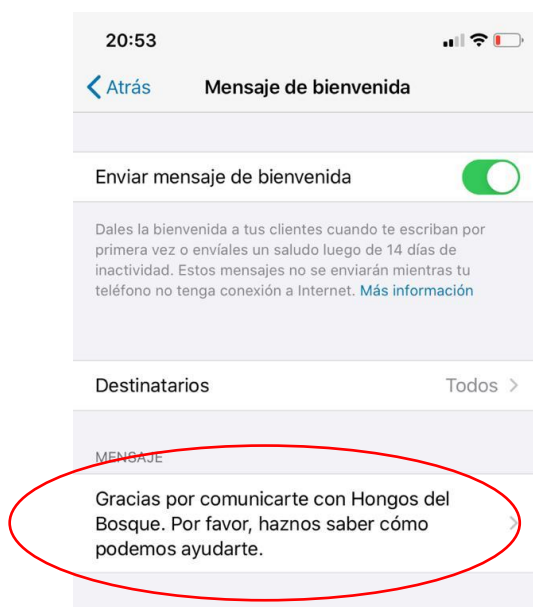 20:53
Atrás
Mensaje de bienvenida
Enviar mensaje de bienvenida
Dales la bienvenida a tus clientes cuando te escriban por
primera vez o envíales un saludo luego de 14 días de
inactividad. Estos mensajes no se enviarán mientras tu
teléfono no tenga conexión a Internet. Más información
Destinatarios
Todos
MENSAJE
Gracias por comunicarte con Hongos del
Bosque. Por favor, haznos saber cómo
podemos ayudarte.